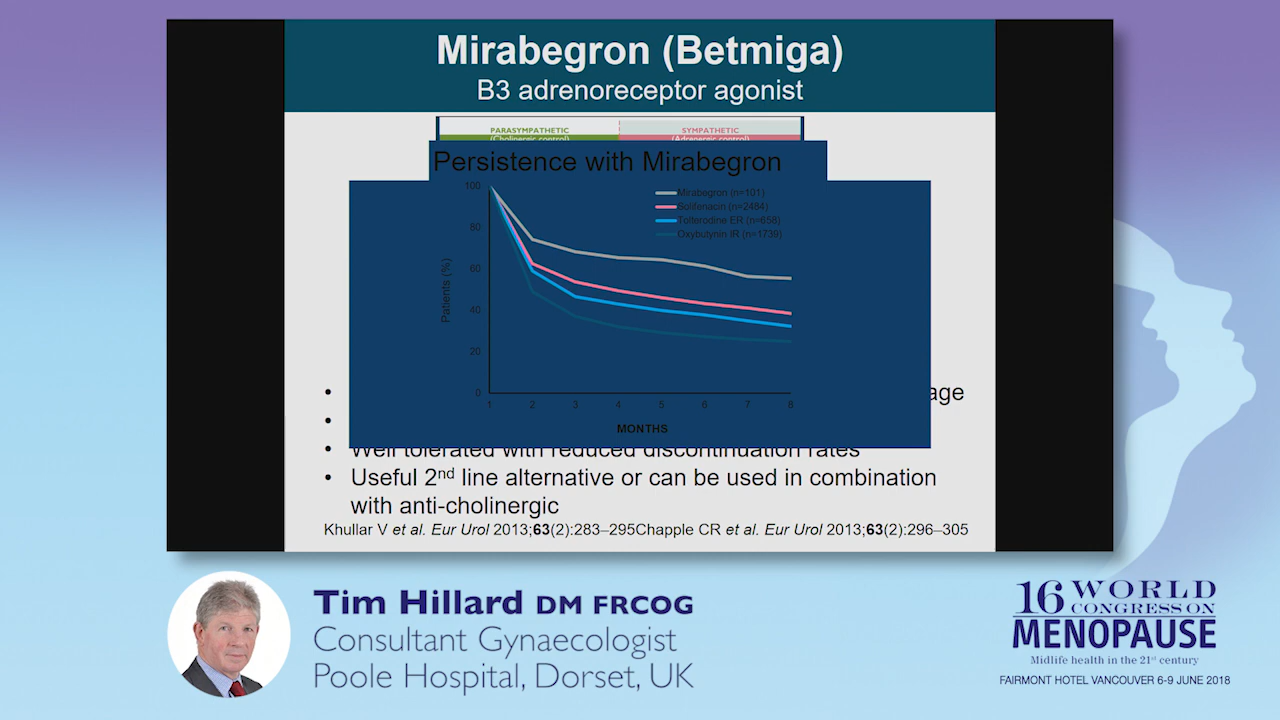 Mirabegron (Betmiga)
B3 adrenoreceptor agonist
PARASYMPATHETIC
SYMPATHETIC
(Cholinergic control)
(Adrenergic control)
Persistence with Mirabegron
100
80
60
40
20
0
Patients (%)
Mirabegron (n=101)
Solifenacin (n=2484)
Tolterodine ER (n=658)
Oxybutynin IR (n=1739)
1 2 3 4 5 6 7 8
MONTHS
• age
•
• Well tolerated with reduced discontinuation rates
• Useful 2nd line alternative or can be used in combination
with anti-cholinergic
Khullar V et al. Eur Urol 2013;63(2):283–295Chapple CR et al. Eur Urol 2013;63(2):296–305
Tim Hillard DM FRCOG
Consultant Gynaecologist
Poole Hospital, Dorset, UK
16 WORLD
CONGRESS ON
MENOPAUSE
Midlife health in the 21st century
FAIRMONT HOTEL VANCOUVER 6-9 JUNE 2018